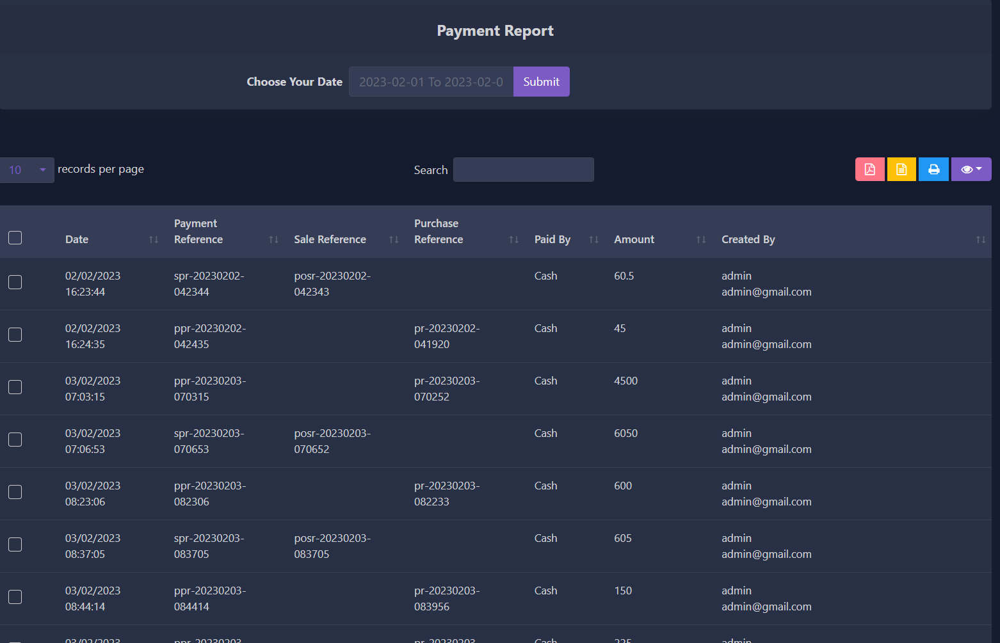 Payment Report
Choose Your Date 2023-02-01 To 2023-02-0 Submit
10 records per page Search
Date Payment Reference Sale Reference Purchase Reference Paid By Amount Created By
02/02/2023 spr-20230202- posr-20230202- Cash 60.5 admin
16:23:44 042344 042343 admin@gmail.com
02/02/2023 ppr-20230202- pr-20230202- Cash 45 admin
16:24:35 042435 041920 admin@gmail.com
03/02/2023 ppr-20230203- pr-20230203- Cash 4500 admin
07:03:15 070315 070252 admin@gmail.com
03/02/2023 spr-20230203- posr-20230203- Cash 6050 admin
07:06:53 070653 070652 admin@gmail.com
03/02/2023 ppr-20230203- pr-20230203- Cash 600 admin
08:23:06 082306 082233 admin@gmail.com
03/02/2023 spr-20230203- posr-20230203- Cash 605 admin
08:37:05 083705 083705 admin@gmail.com
03/02/2023 ppr-20230203- pr-20230203- Cash 150 admin
08:44:14 084414 083956 admin@gmail.com
03/02/2023 ppr-20230203- pr-20230203- Cash 225 admin